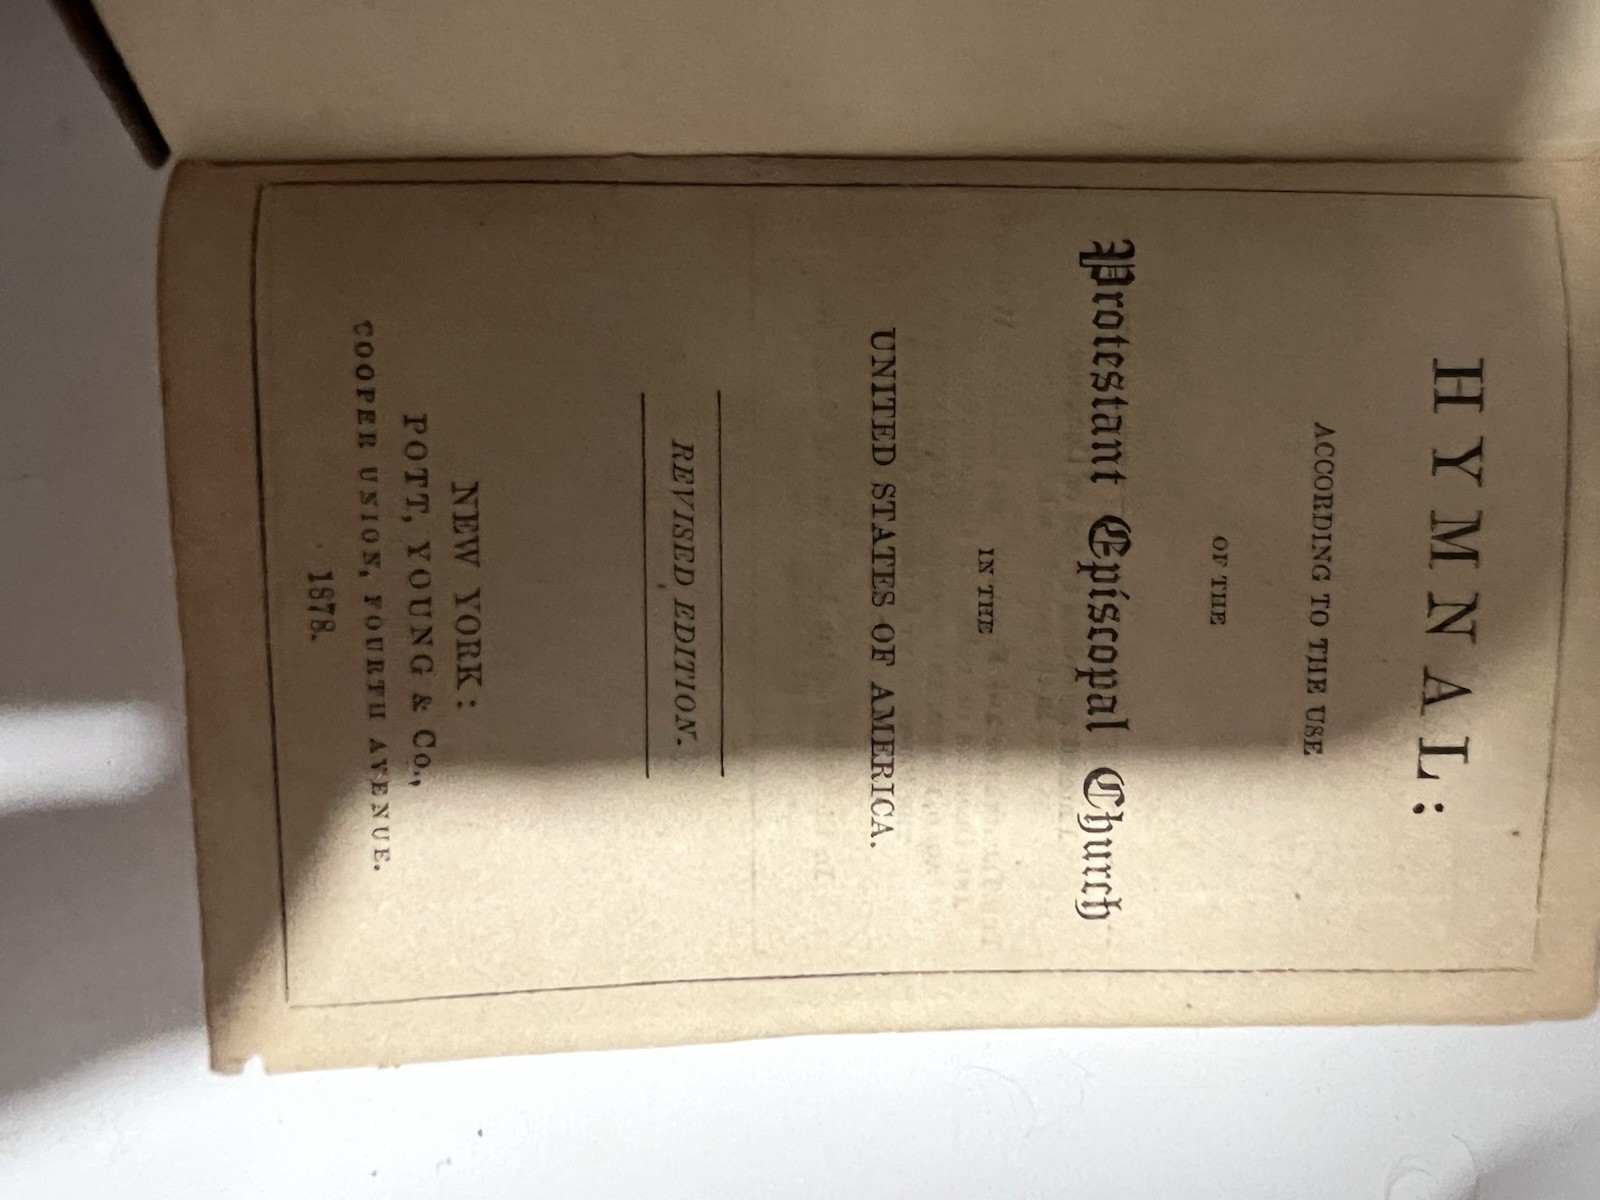 HYMNAL:
ACCORDING TO THE USE
OF THE
Protestant Episcopal Church
IN THE
UNITED STATES OF AMERICA.
REVISED EDITION.
NEW YORK:
POTT, YOUNG & Co.,
COOPER UNION, FOURTH AVENUE.
1878.